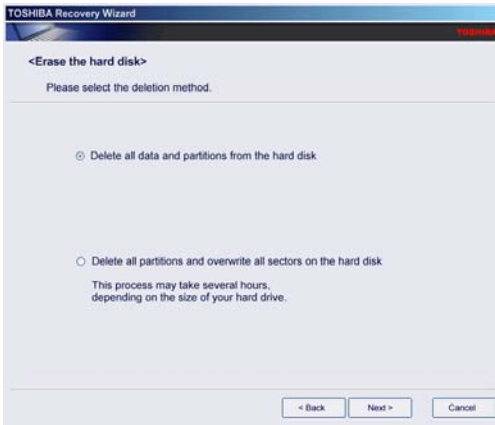 TOSHIBA Recovery Wizard
TOSHIBA
<Erase the hard disk>
Please select the deletion method.
Delete all data and partitions from the hard disk
Delete all partitions and overwrite all sectors on the hard disk
This process may take several hours,
depending on the size of your hard drive.
< Back Next > Cancel